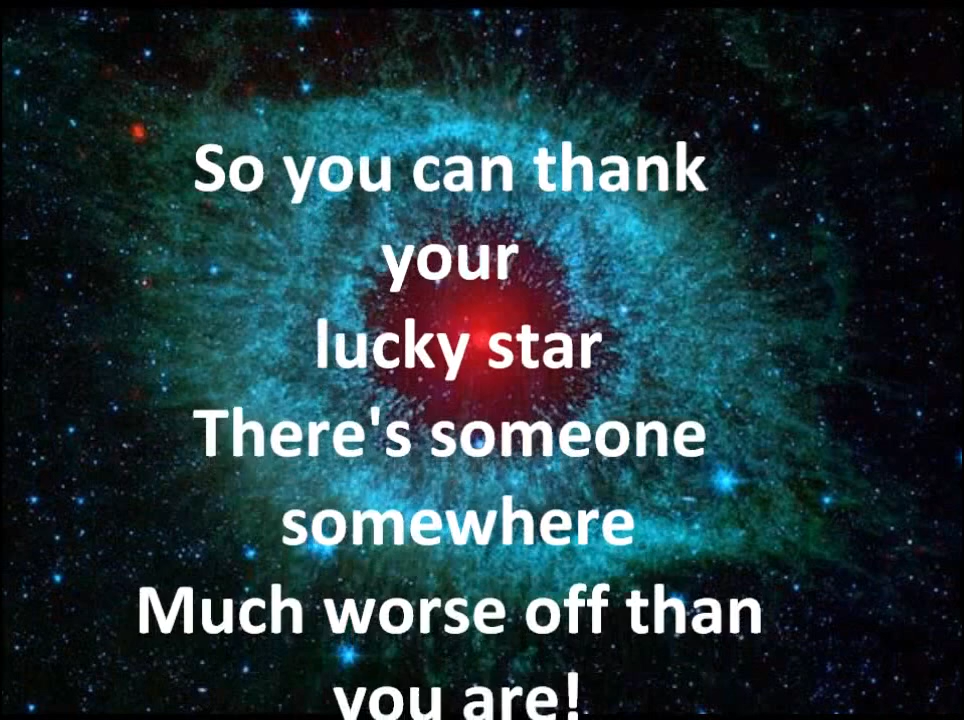 So you can thank
your
lucky star
There's someone
somewhere
Much worse off than
you are!